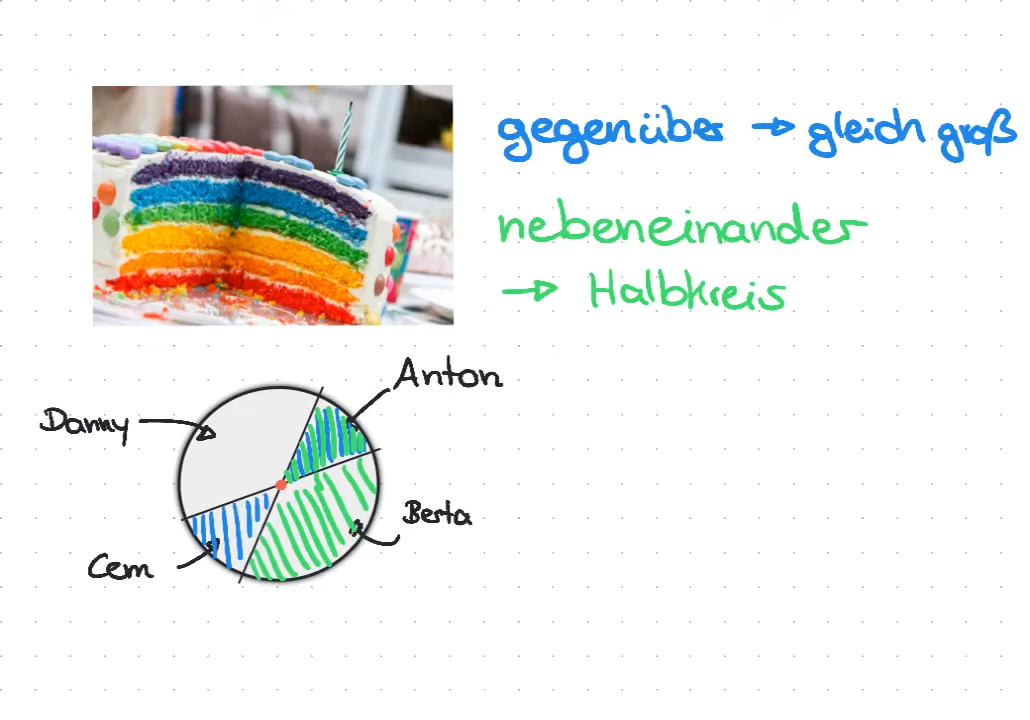 gegenüber → gleich groß
nebeneinander
→ Halbkreis
Anton
Danny
Berta
Cem